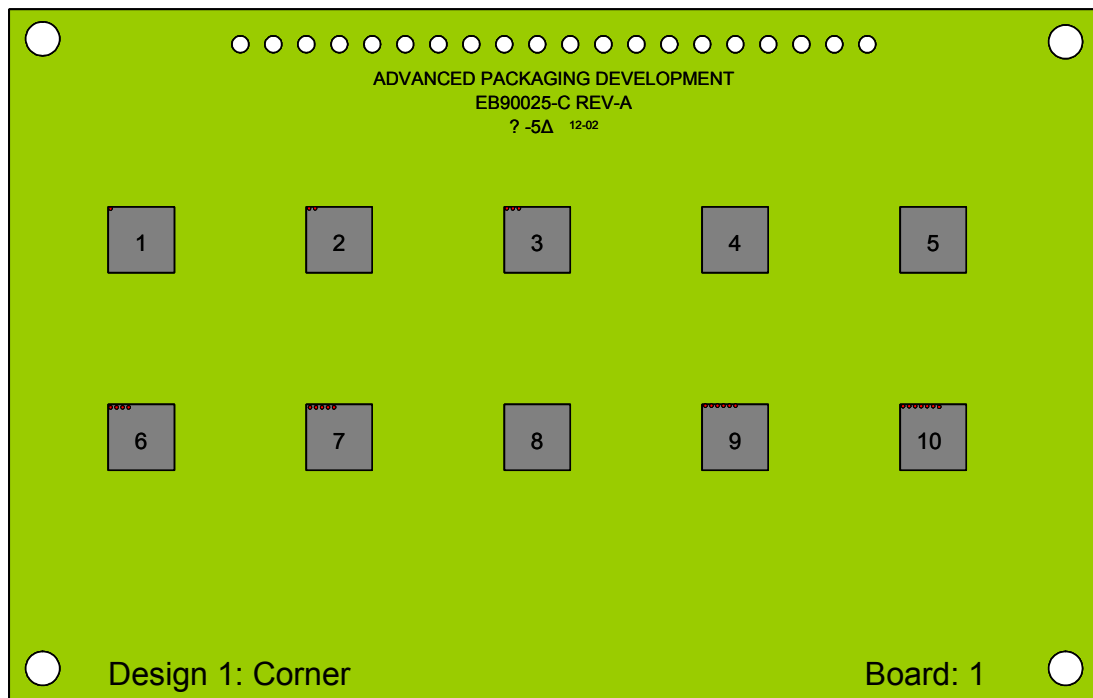 ADVANCED PACKAGING DEVELOPMENT
EB90025-C REV-A
? -5Δ 12-02
1 2 3 4 5
6 7 8 9 10
Design 1: Corner Board: 1